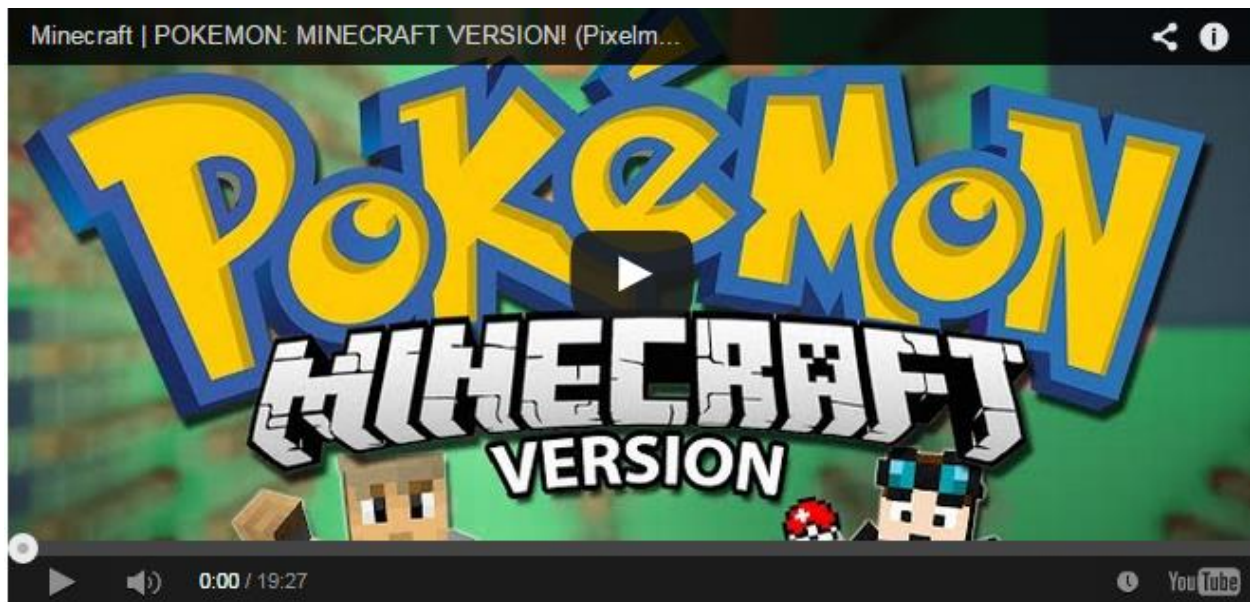 Minecraft | POKEMON: MINECRAFT VERSION! (Pixelm...
POKéMON
MINECRAFT
VERSION
0:00 / 19:27
YouTube